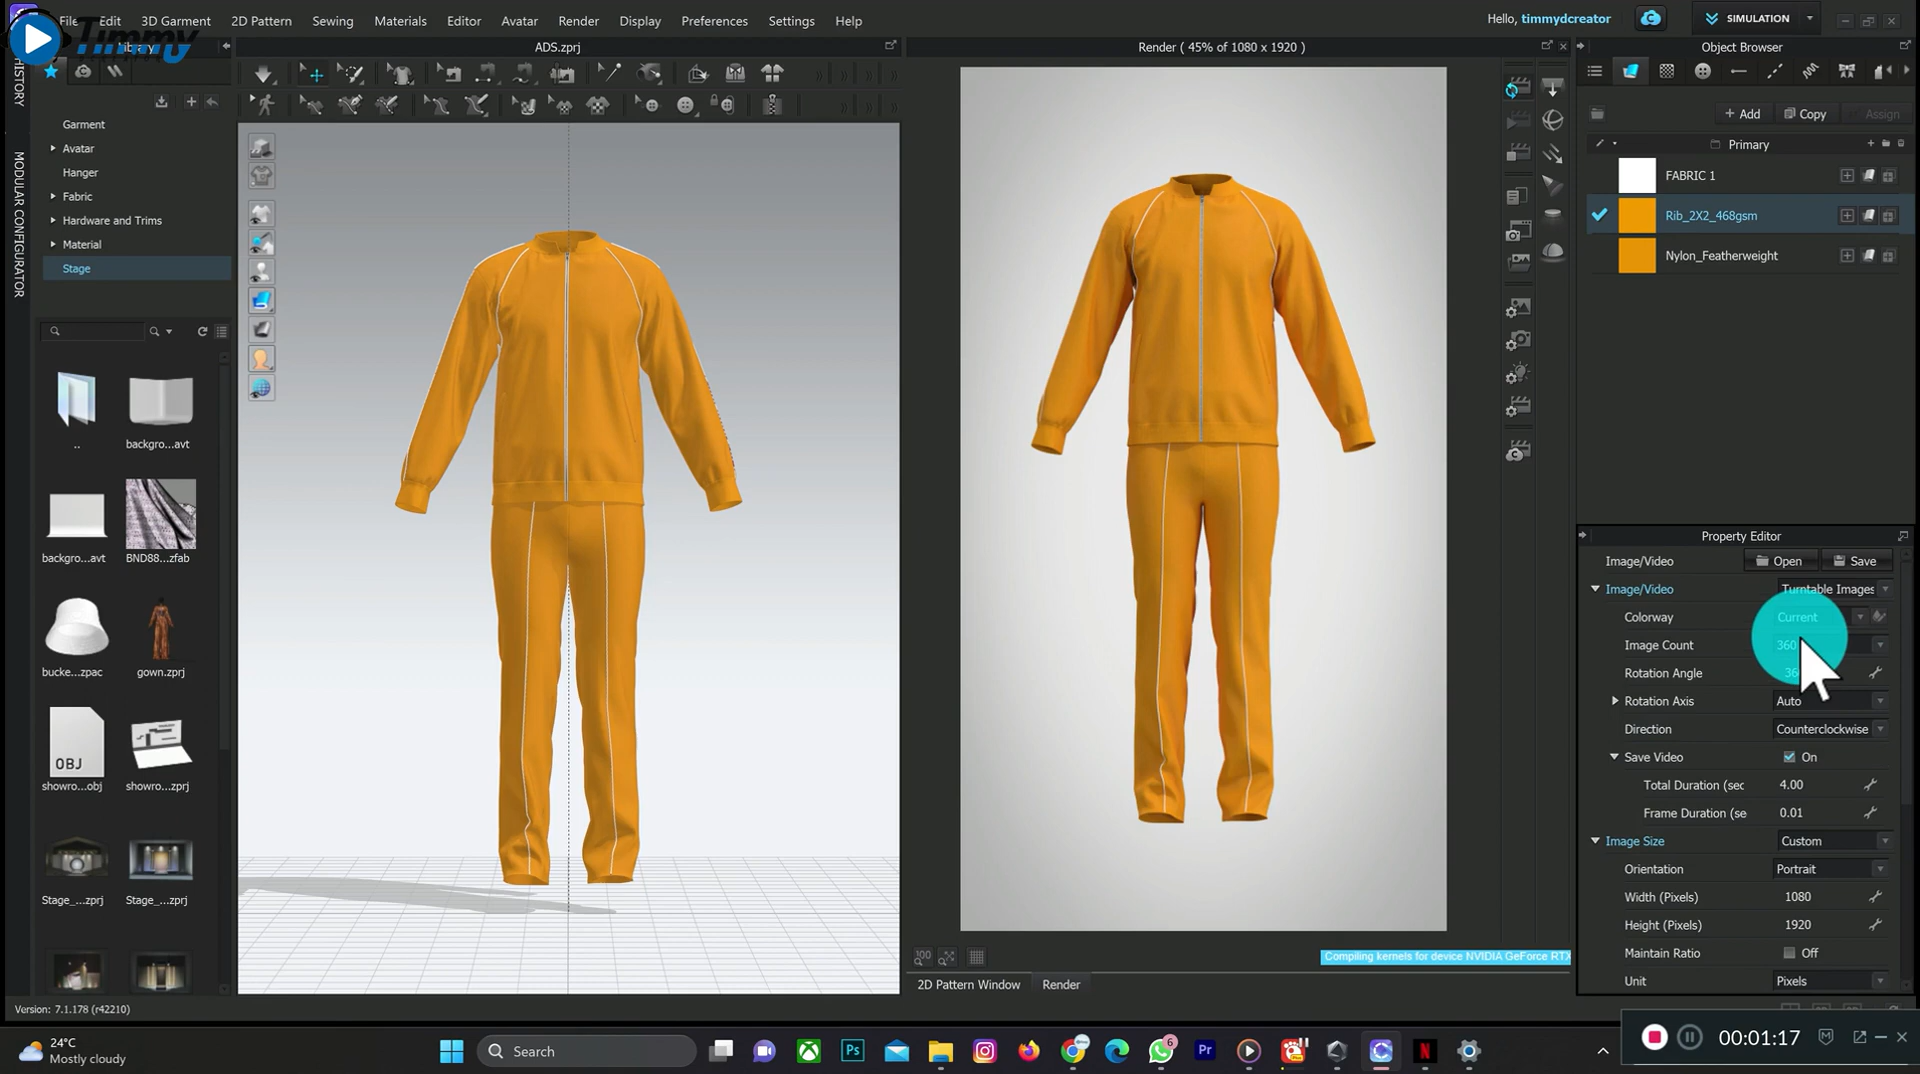 File Edit 3D Garment 2D Pattern Sewing Materials Editor Avatar Render Display Preferences Settings Help
Hello, timmydcreator
SIMULATION
Timmy
Library
ADS.zprj
Render ( 45% of 1080 x 1920 )
Object Browser
HISTORY
MODULAR CONFIGURATOR
Garment
Avatar
Hanger
Fabric
Hardware and Trims
Material
Stage
..
backgro...avt
backgro...avt
BND88...zfab
bucke...zpac
gown.zprj
OBJ
showro...obj
showro...zprj
Stage_...zprj
Stage_...zprj
+ Add
Copy
Assign
Primary
FABRIC 1
Rib_2X2_468gsm
Nylon_Featherweight
Property Editor
Image/Video
Open
Save
Image/Video Turntable Images
Colorway Current
Image Count 360
Rotation Angle
Rotation Axis Auto
Direction Counterclockwise
Save Video On
Total Duration (sec 4.00
Frame Duration (se 0.01
Image Size Custom
Orientation Portrait
Width (Pixels) 1080
Height (Pixels) 1920
Maintain Ratio Off
Unit Pixels
100
Compiling kernels for device NVIDIA GeForce RTX
2D Pattern Window
Render
Version: 7.1.178 (r42210)
24°C
Mostly cloudy
Search
Ps
6
Pr
N
00:01:17